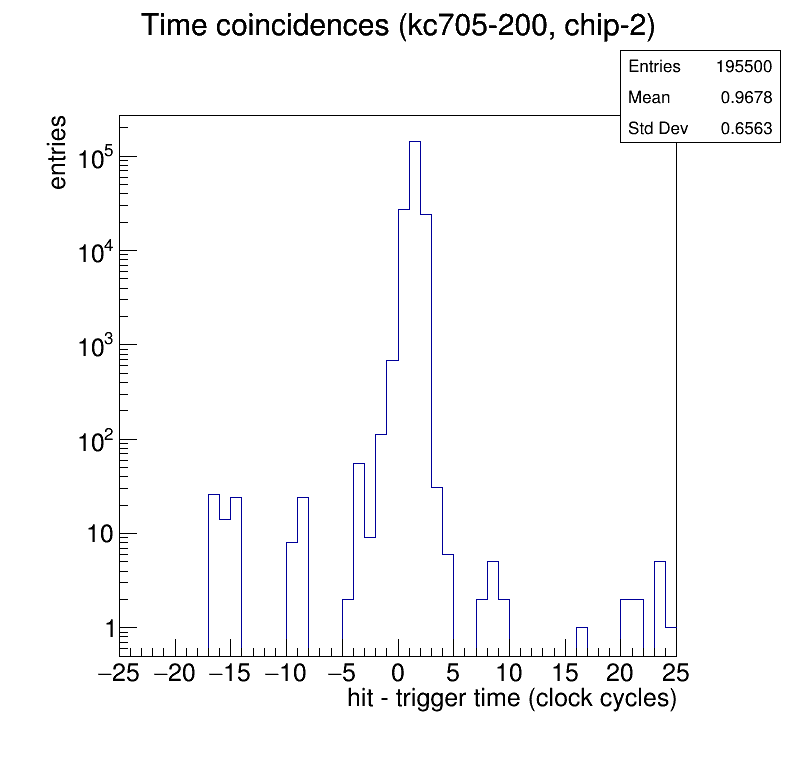 Time coincidences (kc705-200, chip-2)
Entries 195500
Mean 0.9678
Std Dev 0.6563
entries
10^5
10^4
10^3
10^2
10
1
−25 −20 −15 −10 −5 0 5 10 15 20 25
hit - trigger time (clock cycles)